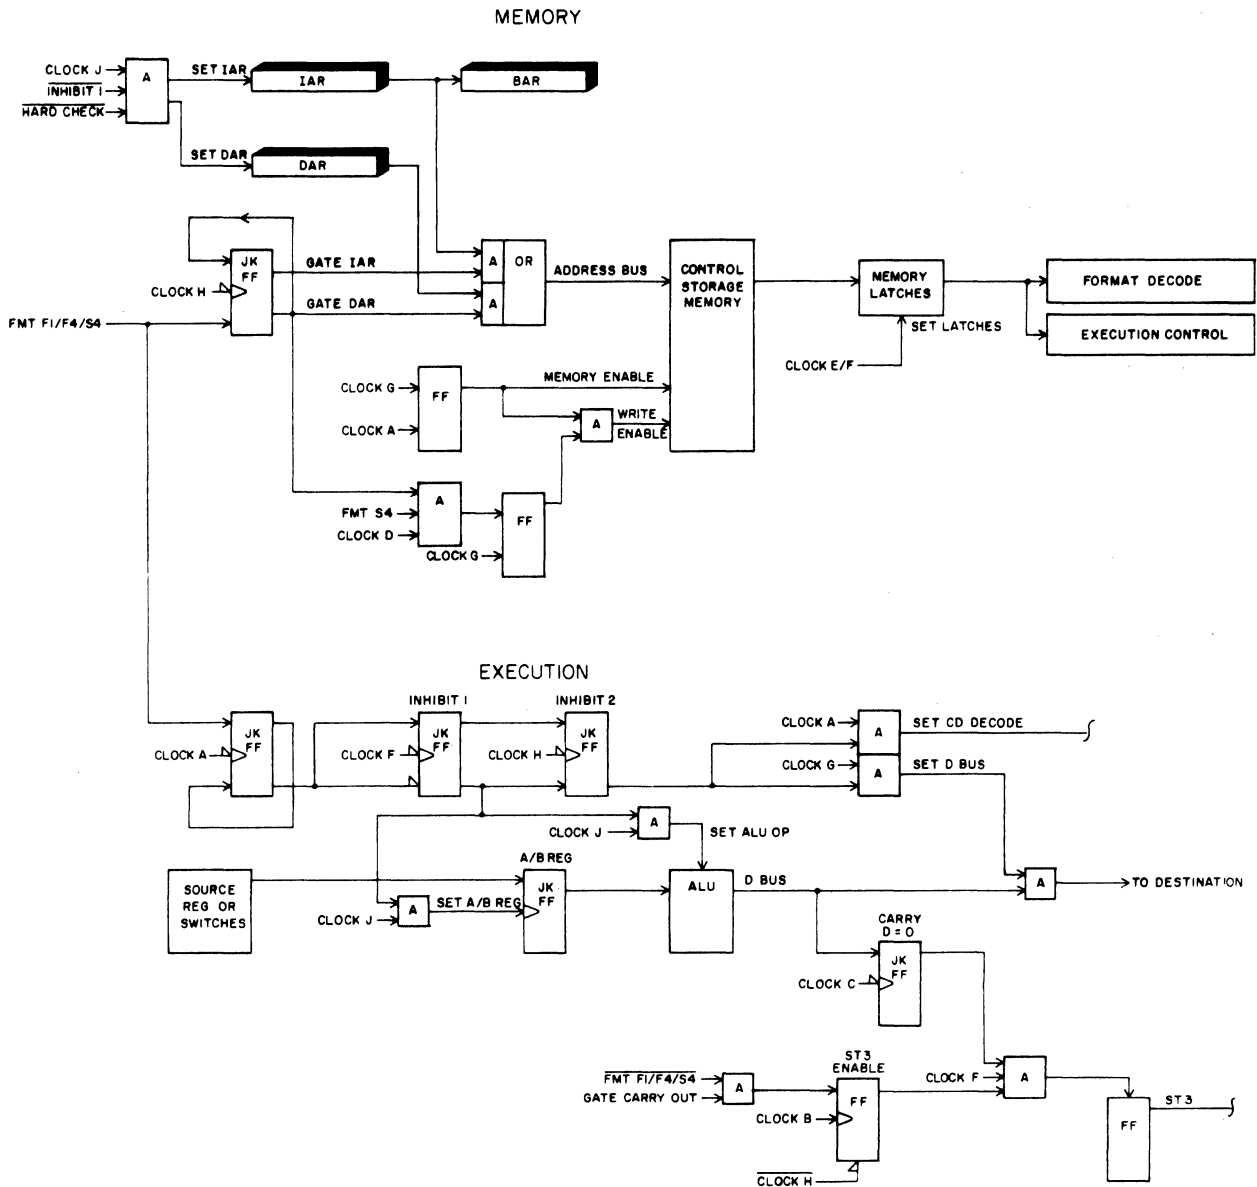 MEMORY
CLOCK J
INHIBIT 1
HARD CHECK
A
SET IAR
IAR
BAR
SET DAR
DAR
JK
FF
CLOCK H
FMT F1/F4/S4
GATE IAR
GATE DAR
A
A
OR
ADDRESS BUS
CONTROL
STORAGE
MEMORY
MEMORY
LATCHES
SET LATCHES
CLOCK E/F
FORMAT DECODE
EXECUTION CONTROL
CLOCK G
CLOCK A
FF
MEMORY ENABLE
A
WRITE
ENABLE
FMT S4
CLOCK D
A
CLOCK G
FF
EXECUTION
CLOCK A
JK
FF
INHIBIT 1
CLOCK F
JK
FF
INHIBIT 2
CLOCK H
JK
FF
CLOCK A
A
SET CD DECODE
CLOCK G
A
SET D BUS
CLOCK J
A
SET ALU OP
SOURCE
REG OR
SWITCHES
CLOCK J
A
SET A/B REG
A/B REG
JK
FF
ALU
D BUS
A
TO DESTINATION
CARRY
D = 0
CLOCK C
JK
FF
FMT F1/F4/S4
GATE CARRY OUT
A
ST3
ENABLE
FF
CLOCK B
CLOCK H
CLOCK F
A
FF
ST3